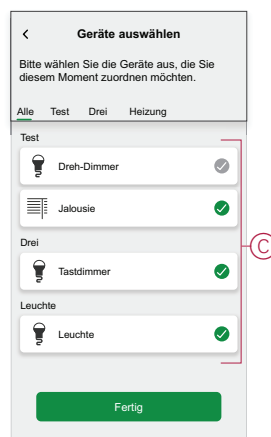 Geräte auswählen
Bitte wählen Sie die Geräte aus, die Sie
diesem Moment zuordnen möchten.
Alle Test Drei Heizung
Test
Dreh-Dimmer
Jalousie
Drei
Tastdimmer
Leuchte
Leuchte
Fertig
C